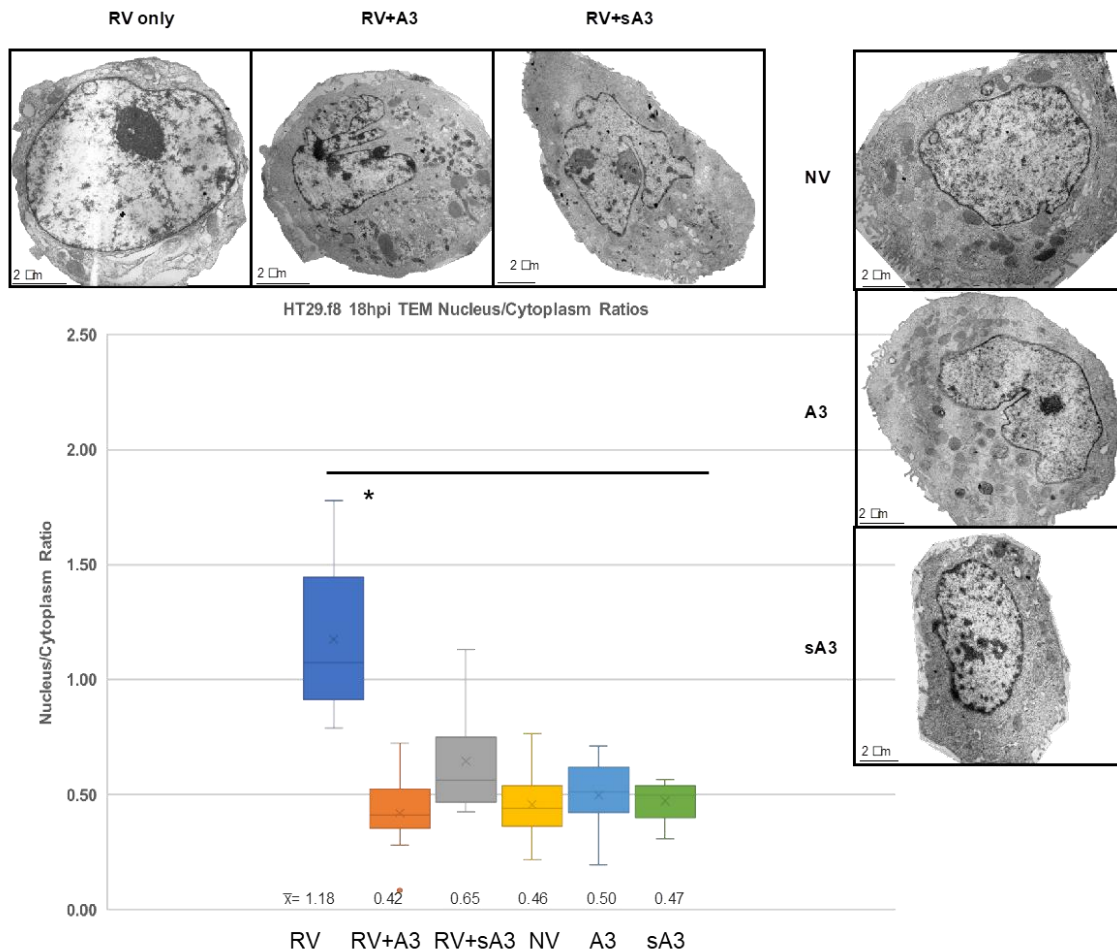 RV only
RV+A3
RV+sA3
2 □m
2 □m
2 □m
NV
2 □m
A3
2 □m
sA3
2 □m
HT29.f8 18hpi TEM Nucleus/Cytoplasm Ratios
Nucleus/Cytoplasm Ratio
2.50
2.00
1.50
1.00
0.50
0.00
*
x̅= 1.18 0.42 0.65 0.46 0.50 0.47
RV RV+A3 RV+sA3 NV A3 sA3